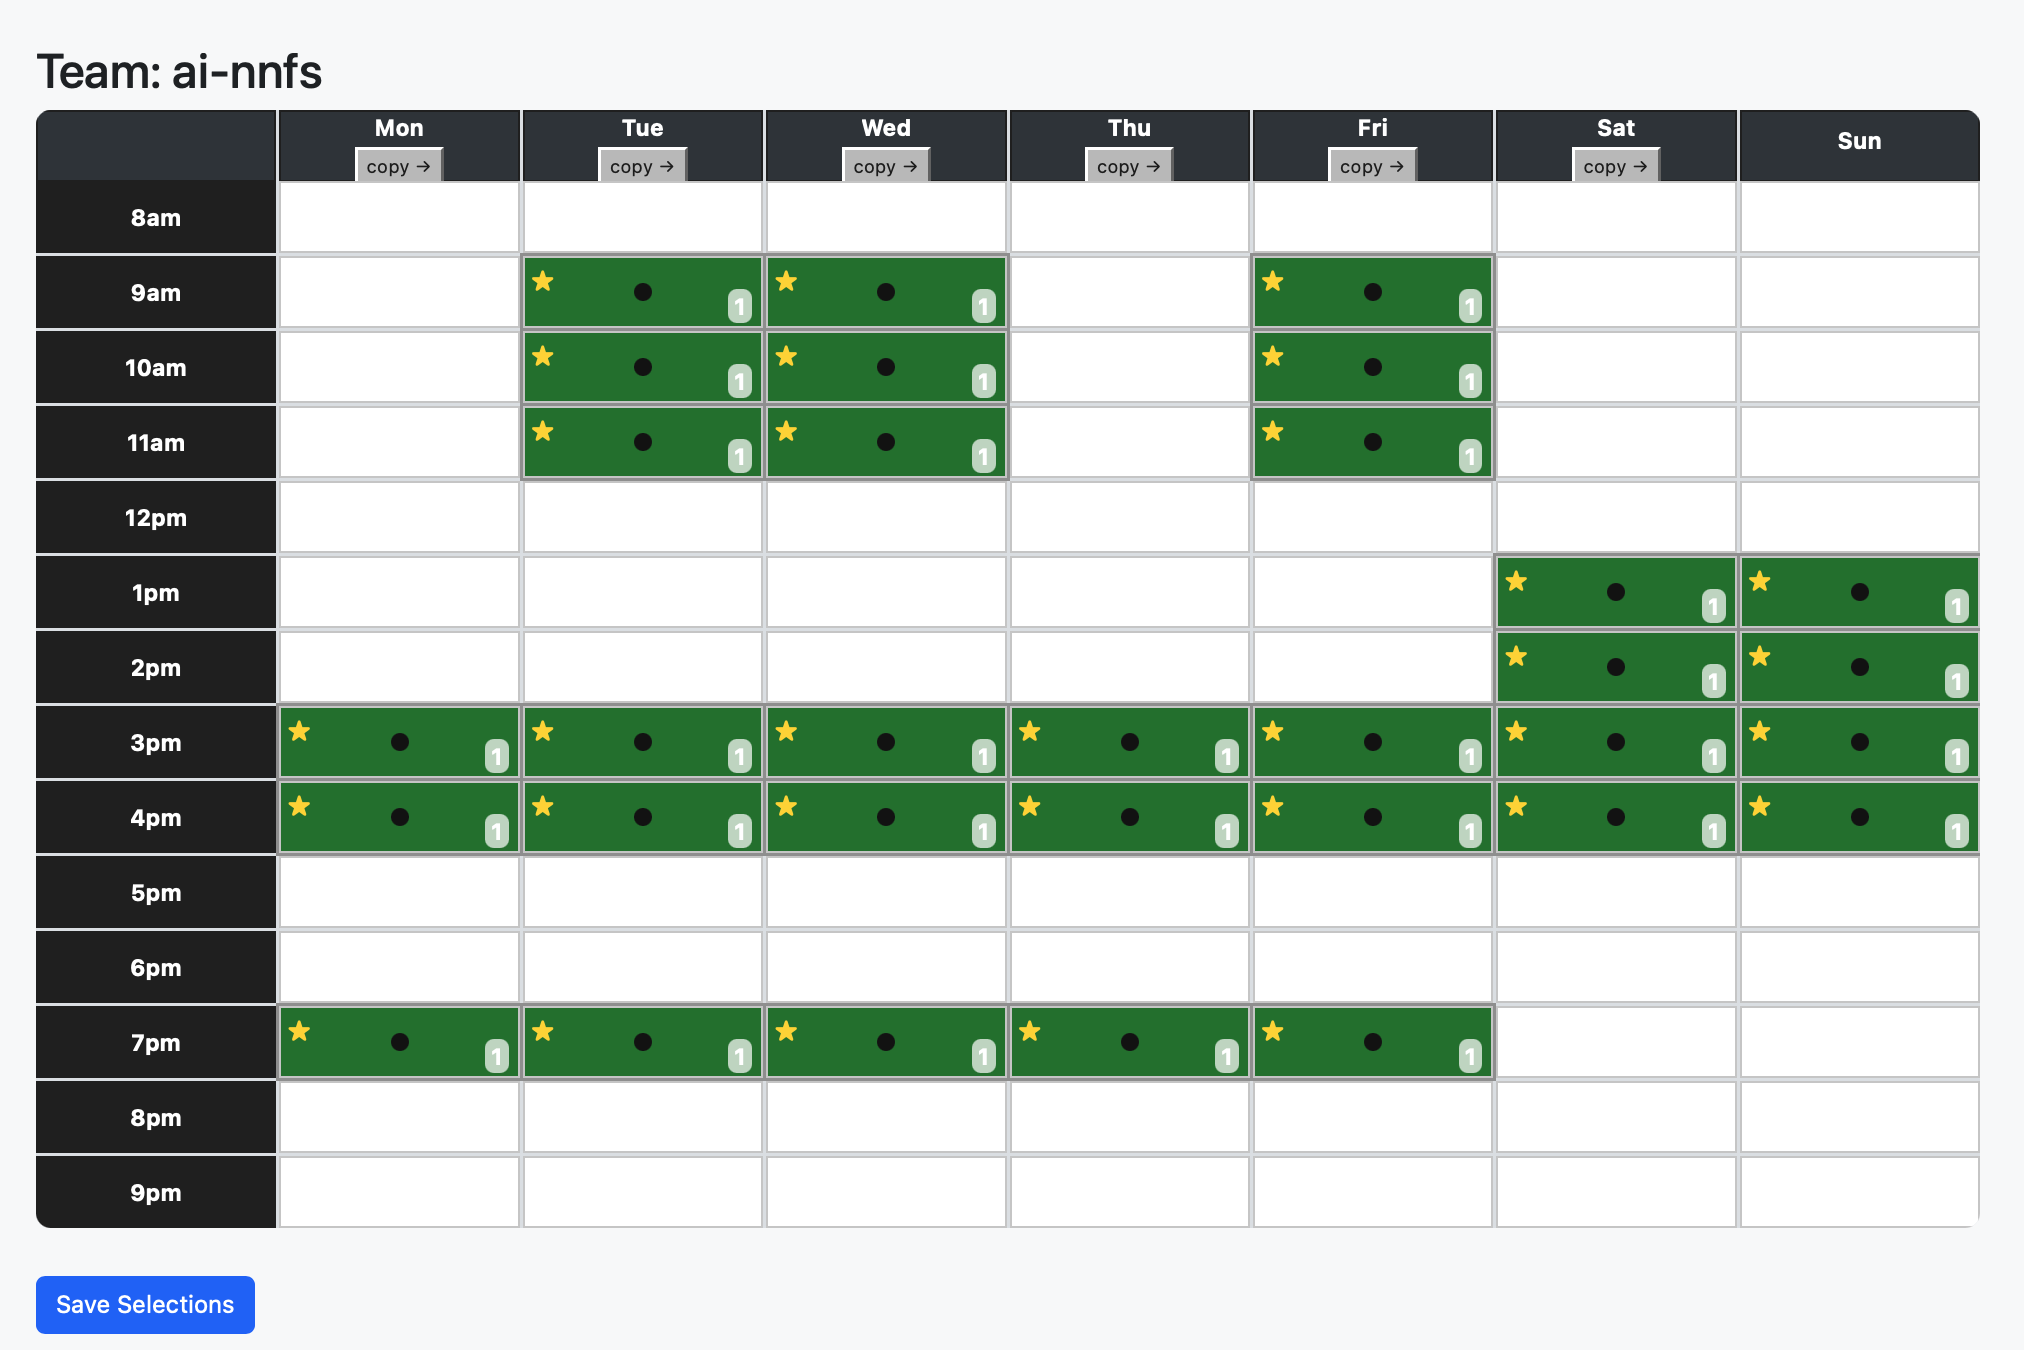 Team: ai-nnfs
Mon Tue Wed Thu Fri Sat Sun
copy → copy → copy → copy → copy → copy →
8am
9am 1 1 1
10am 1 1 1
11am 1 1 1
12pm
1pm 1 1
2pm 1 1
3pm 1 1 1 1 1 1 1
4pm 1 1 1 1 1 1 1
5pm
6pm
7pm 1 1 1 1 1
8pm
9pm
Save Selections